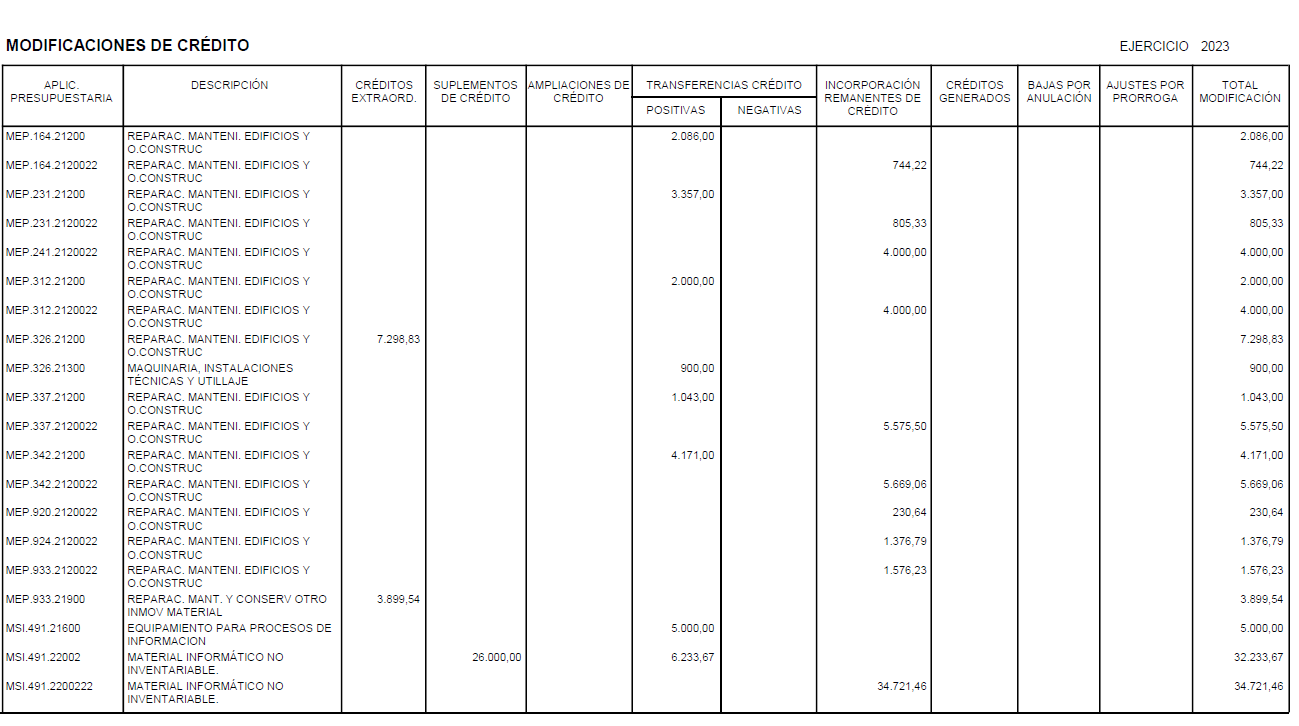 MODIFICACIONES DE CRÉDITO EJERCICIO 2023
APLIC. PRESUPUESTARIA DESCRIPCIÓN CRÉDITOS EXTRAORD. SUPLEMENTOS DE CRÉDITO AMPLIACIONES DE CRÉDITO TRANSFERENCIAS CRÉDITO INCORPORACIÓN REMANENTES DE CRÉDITO CRÉDITOS GENERADOS BAJAS POR ANULACIÓN AJUSTES POR PRORROGA TOTAL MODIFICACIÓN
POSITIVAS NEGATIVAS
MEP.164.21200 REPARAC. MANTENI. EDIFICIOS Y 2.086,00 2.086,00
O.CONSTRUC
MEP.164.2120022 REPARAC. MANTENI. EDIFICIOS Y 744,22 744,22
O.CONSTRUC
MEP.231.21200 REPARAC. MANTENI. EDIFICIOS Y 3.357,00 3.357,00
O.CONSTRUC
MEP.231.2120022 REPARAC. MANTENI. EDIFICIOS Y 805,33 805,33
O.CONSTRUC
MEP.241.2120022 REPARAC. MANTENI. EDIFICIOS Y 4.000,00 4.000,00
O.CONSTRUC
MEP.312.21200 REPARAC. MANTENI. EDIFICIOS Y 2.000,00 2.000,00
O.CONSTRUC
MEP.312.2120022 REPARAC. MANTENI. EDIFICIOS Y 4.000,00 4.000,00
O.CONSTRUC
MEP.326.21200 REPARAC. MANTENI. EDIFICIOS Y 7.298,83 7.298,83
O.CONSTRUC
MEP.326.21300 MAQUINARIA, INSTALACIONES 900,00 900,00
TÉCNICAS Y UTILLAJE
MEP.337.21200 REPARAC. MANTENI. EDIFICIOS Y 1.043,00 1.043,00
O.CONSTRUC
MEP.337.2120022 REPARAC. MANTENI. EDIFICIOS Y 5.575,50 5.575,50
O.CONSTRUC
MEP.342.21200 REPARAC. MANTENI. EDIFICIOS Y 4.171,00 4.171,00
O.CONSTRUC
MEP.342.2120022 REPARAC. MANTENI. EDIFICIOS Y 5.669,06 5.669,06
O.CONSTRUC
MEP.920.2120022 REPARAC. MANTENI. EDIFICIOS Y 230,64 230,64
O.CONSTRUC
MEP.924.2120022 REPARAC. MANTENI. EDIFICIOS Y 1.376,79 1.376,79
O.CONSTRUC
MEP.933.2120022 REPARAC. MANTENI. EDIFICIOS Y 1.576,23 1.576,23
O.CONSTRUC
MEP.933.21900 REPARAC. MANT. Y CONSERV OTRO 3.899,54 3.899,54
INMOV MATERIAL
MSI.491.21600 EQUIPAMIENTO PARA PROCESOS DE 5.000,00 5.000,00
INFORMACION
MSI.491.22002 MATERIAL INFORMÁTICO NO 26.000,00 6.233,67 32.233,67
INVENTARIABLE.
MSI.491.2200222 MATERIAL INFORMÁTICO NO 34.721,46 34.721,46
INVENTARIABLE.